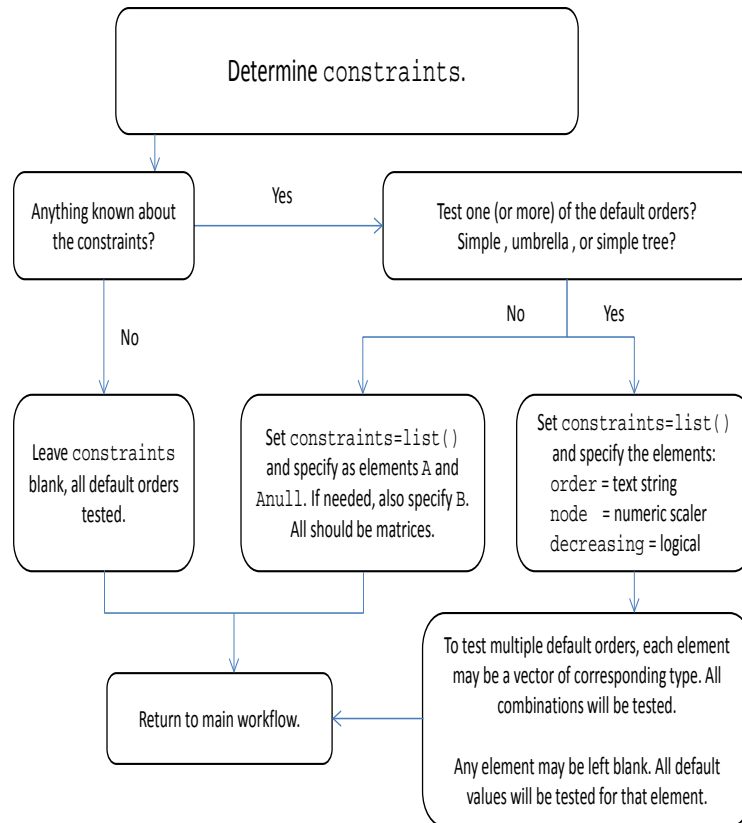 Determine constraints.
Anything known about
the constraints?
Yes
Test one (or more) of the default orders?
Simple , umbrella , or simple tree?
No
No
Yes
Leave constraints
blank, all default orders
tested.
Set constraints=list()
and specify as elements A and
Anull. If needed, also specify B.
All should be matrices.
Set constraints=list()
and specify the elements:
order = text string
node = numeric scaler
decreasing = logical
To test multiple default orders, each element
may be a vector of corresponding type. All
combinations will be tested.
Any element may be left blank. All default
values will be tested for that element.
Return to main workflow.